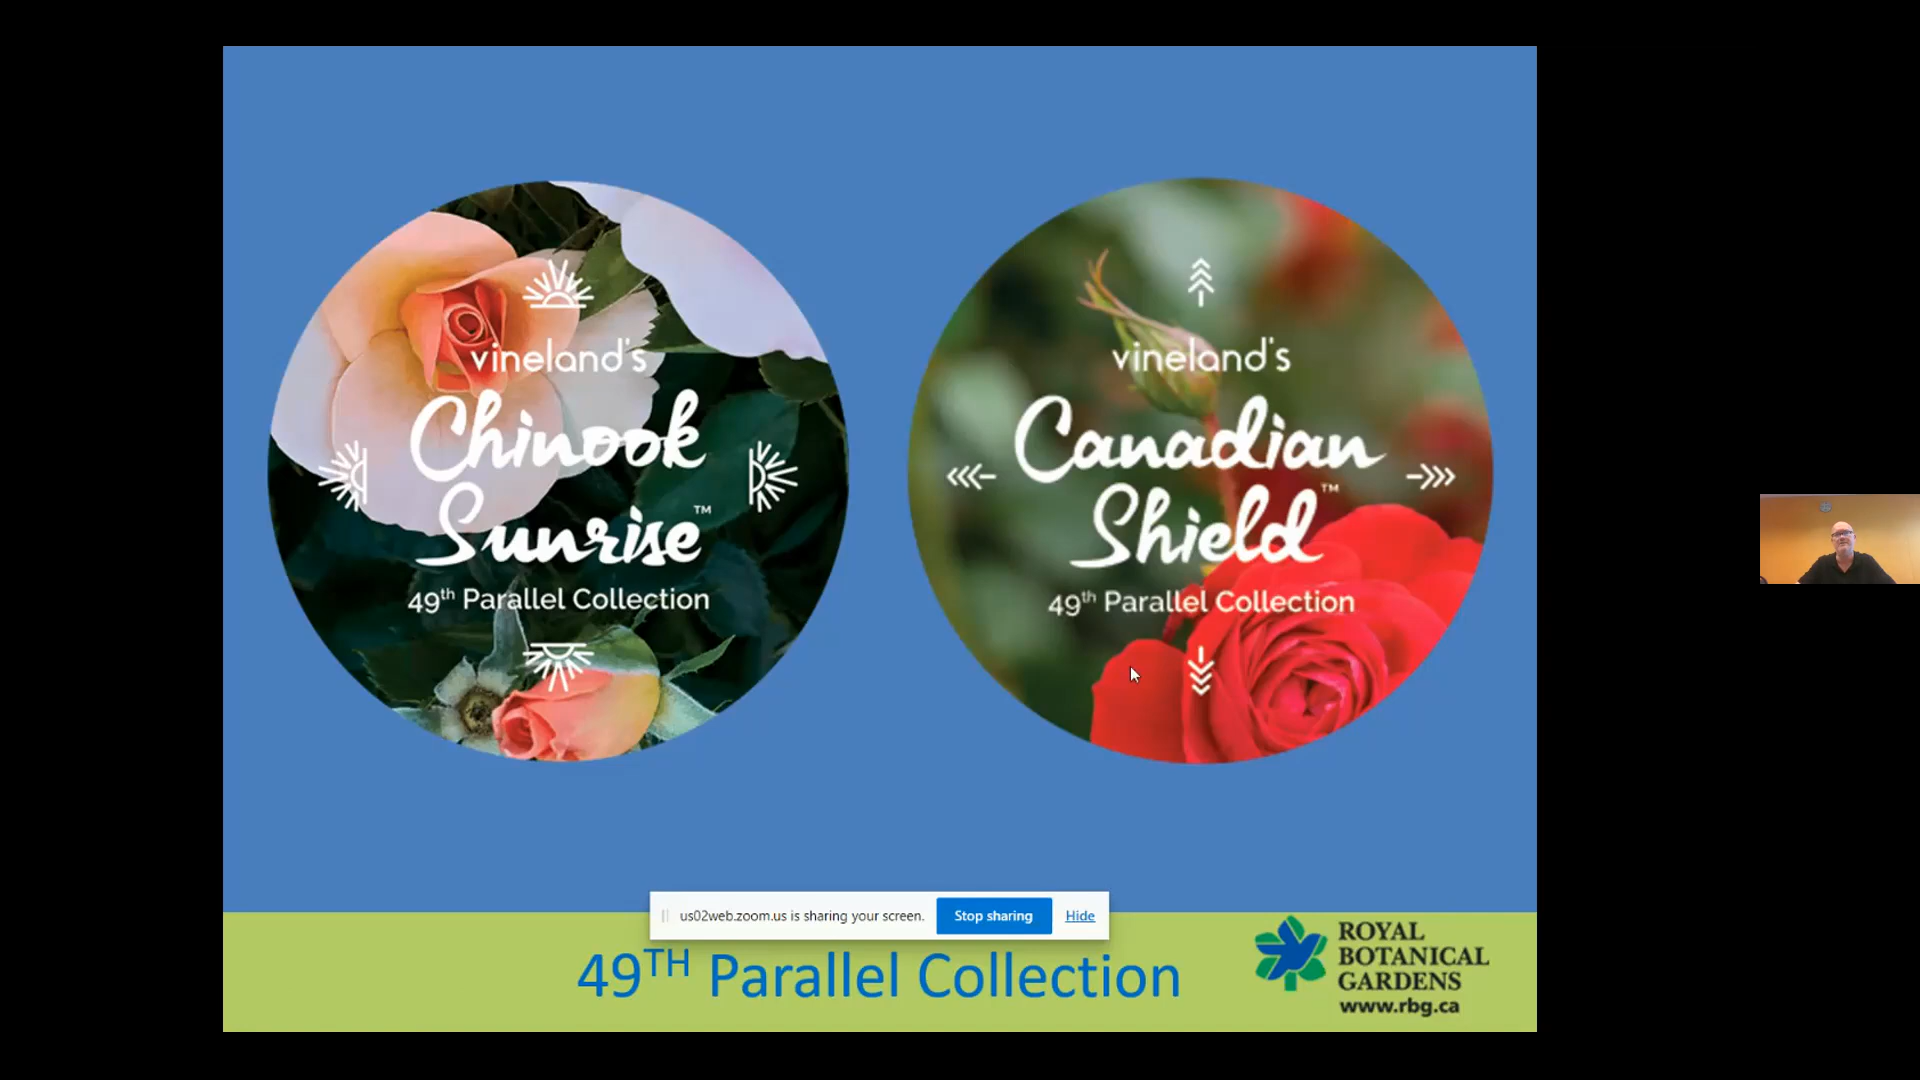 vineland's
Chinook
Sunrise™
49th Parallel Collection
vineland's
Canadian
Shield™
49th Parallel Collection
us02web.zoom.us is sharing your screen.
Stop sharing
Hide
49TH Parallel Collection
ROYAL
BOTANICAL
GARDENS
www.rbg.ca